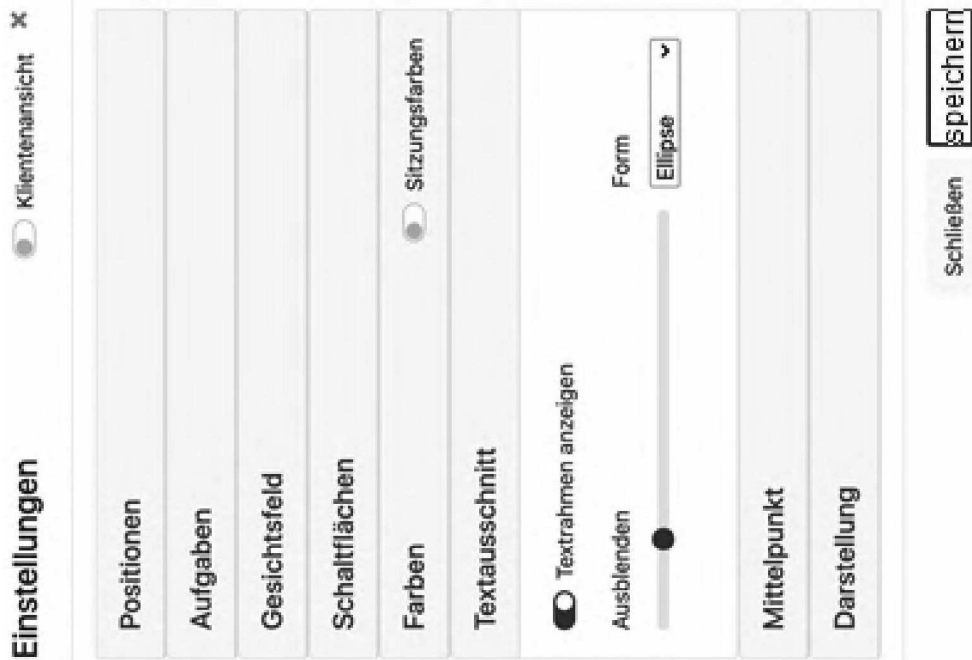 Einstellungen Klientenansicht ×
Positionen
Aufgaben
Gesichtsfeld
Schaltflächen
Farben Sitzungsfarben
Textausschnitt
Textrahmen anzeigen
Ausblenden Form
Ellipse
Mittelpunkt
Darstellung
Schließen speichern